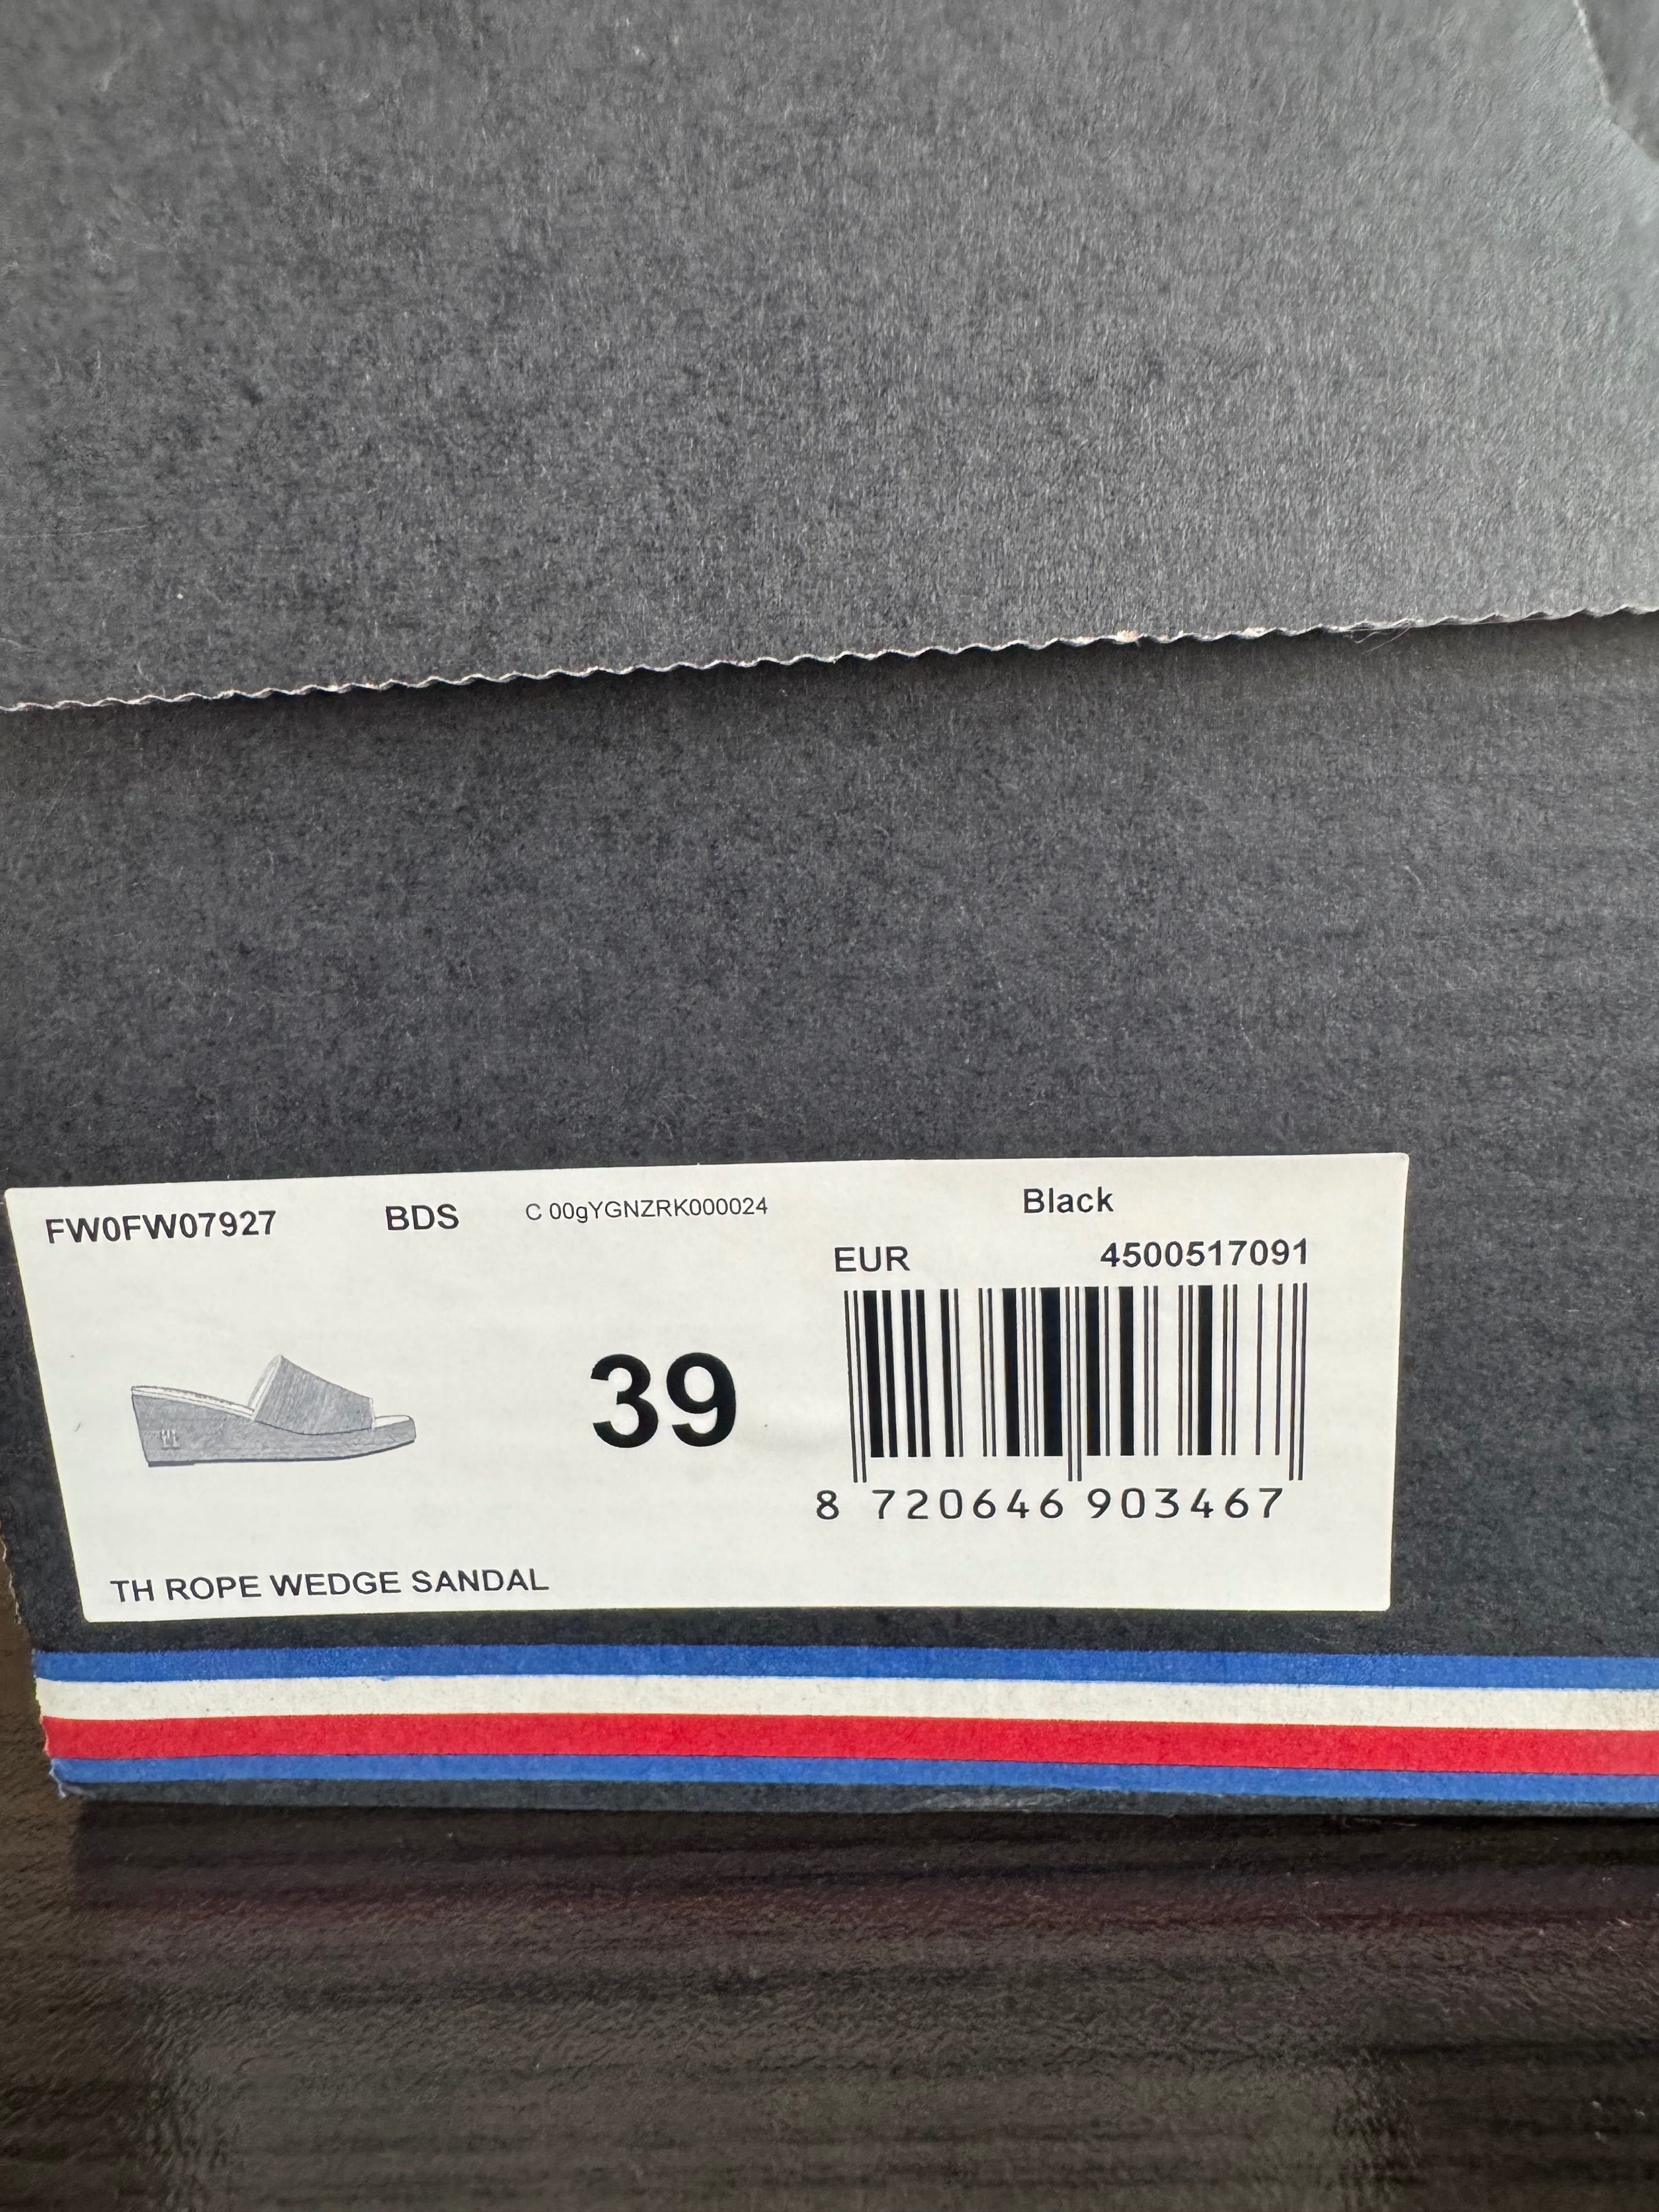 FW0FW07927 BDS C 00gYGNZRK000024 Black
EUR 4500517091
39
8 720646 903467
TH ROPE WEDGE SANDAL